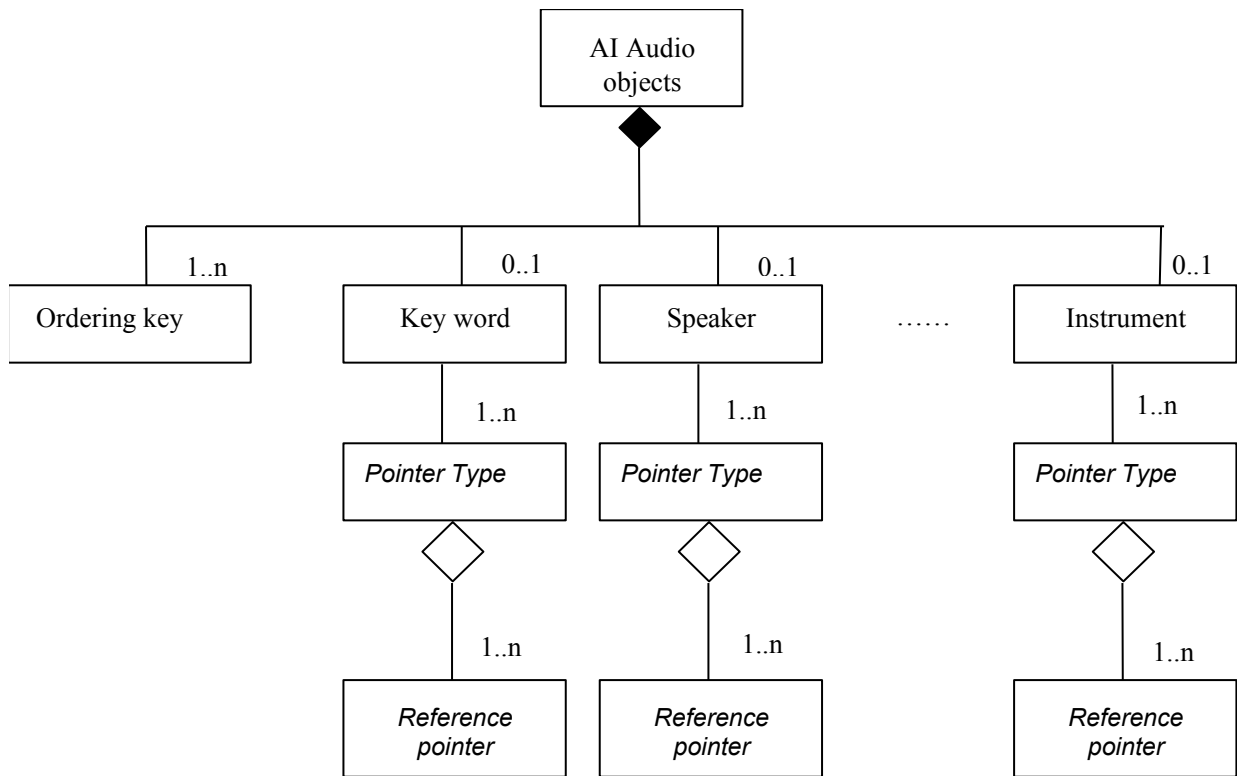 AI Audio
objects
1..n
0..1
0..1
0..1
Ordering key
Key word
Speaker
......
Instrument
1..n
1..n
1..n
Pointer Type
Pointer Type
Pointer Type
1..n
1..n
1..n
Reference
pointer
Reference
pointer
Reference
pointer